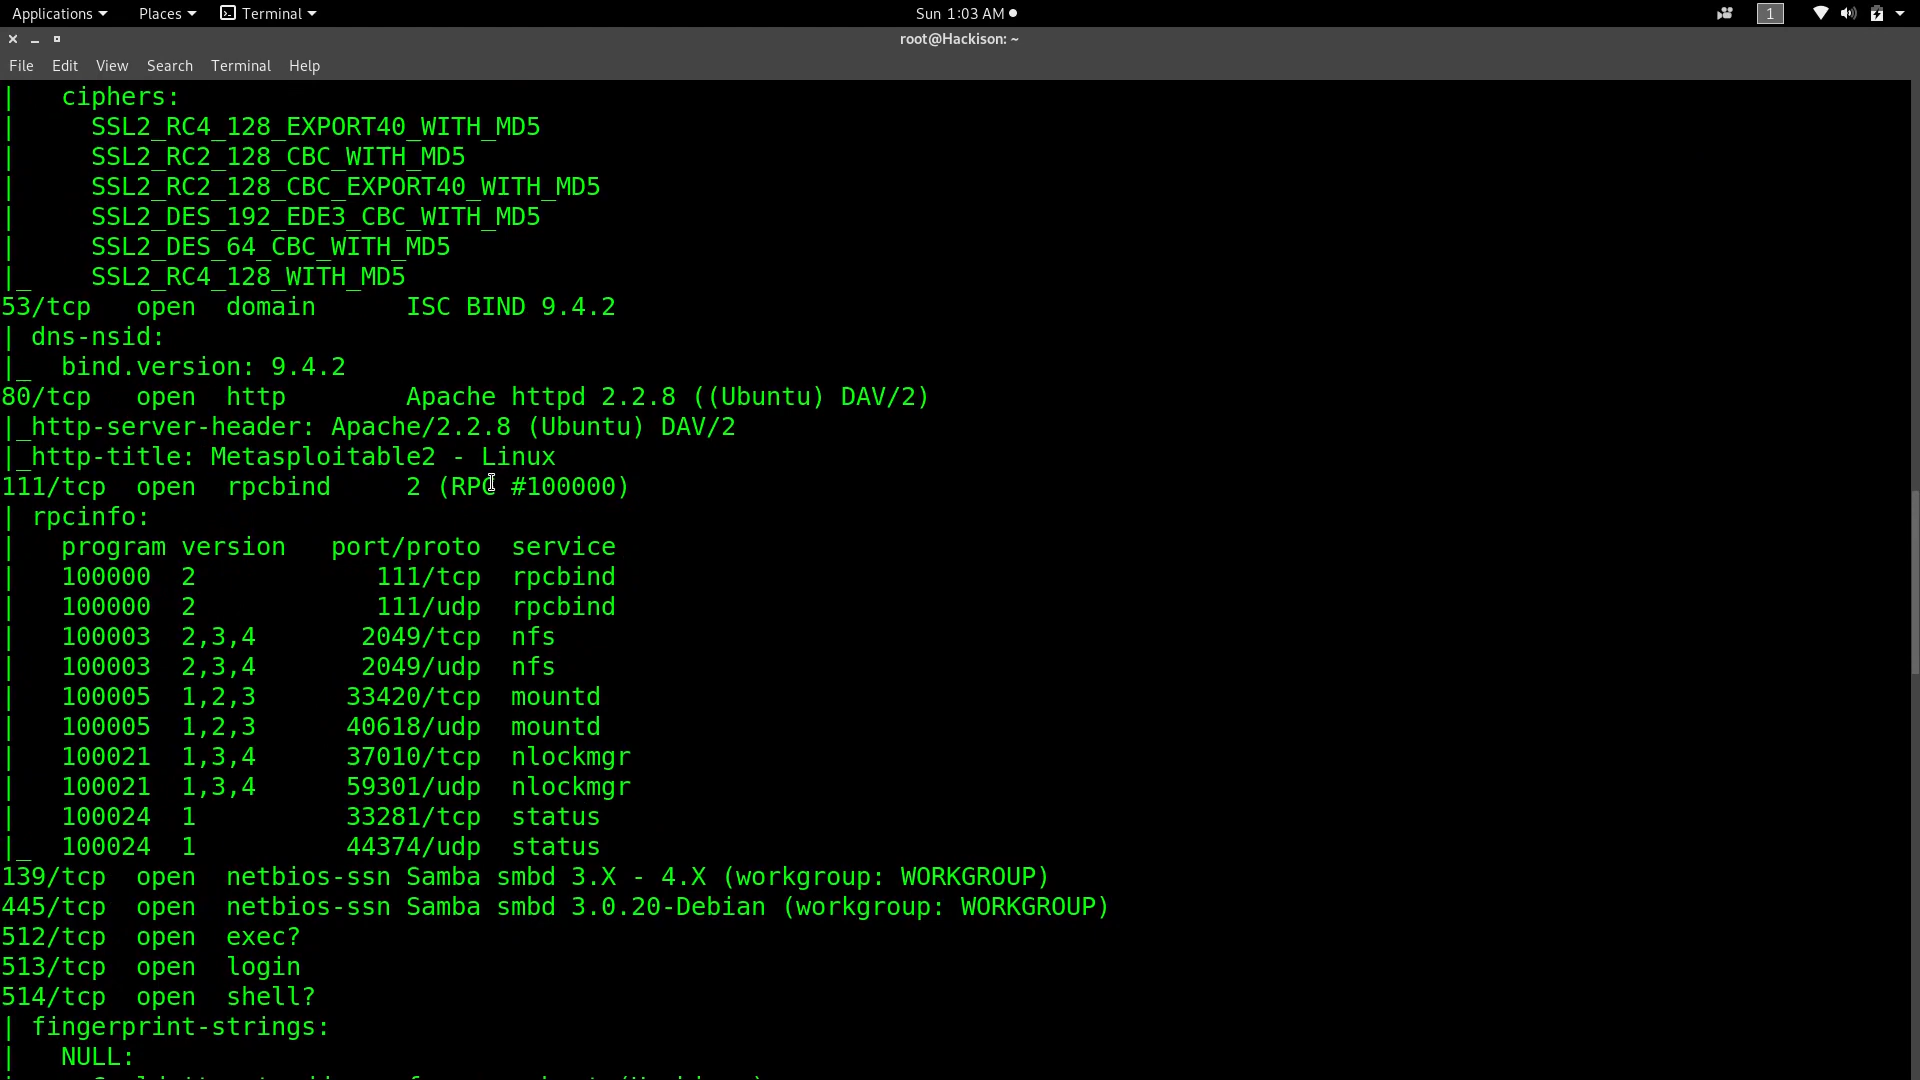 Applications Places Terminal Sun 1:03 AM 1
root@Hackison: ~
File Edit View Search Terminal Help
|   ciphers:
|     SSL2_RC4_128_EXPORT40_WITH_MD5
|     SSL2_RC2_128_CBC_WITH_MD5
|     SSL2_RC2_128_CBC_EXPORT40_WITH_MD5
|     SSL2_DES_192_EDE3_CBC_WITH_MD5
|     SSL2_DES_64_CBC_WITH_MD5
|_    SSL2_RC4_128_WITH_MD5
53/tcp   open  domain      ISC BIND 9.4.2
| dns-nsid:
|_  bind.version: 9.4.2
80/tcp   open  http        Apache httpd 2.2.8 ((Ubuntu) DAV/2)
|_http-server-header: Apache/2.2.8 (Ubuntu) DAV/2
|_http-title: Metasploitable2 - Linux
111/tcp  open  rpcbind     2 (RPC #100000)
| rpcinfo:
|   program version   port/proto  service
|   100000  2            111/tcp  rpcbind
|   100000  2            111/udp  rpcbind
|   100003  2,3,4       2049/tcp  nfs
|   100003  2,3,4       2049/udp  nfs
|   100005  1,2,3      33420/tcp  mountd
|   100005  1,2,3      40618/udp  mountd
|   100021  1,3,4      37010/tcp  nlockmgr
|   100021  1,3,4      59301/udp  nlockmgr
|   100024  1          33281/tcp  status
|_  100024  1          44374/udp  status
139/tcp  open  netbios-ssn Samba smbd 3.X - 4.X (workgroup: WORKGROUP)
445/tcp  open  netbios-ssn Samba smbd 3.0.20-Debian (workgroup: WORKGROUP)
512/tcp  open  exec?
513/tcp  open  login
514/tcp  open  shell?
| fingerprint-strings:
|   NULL: